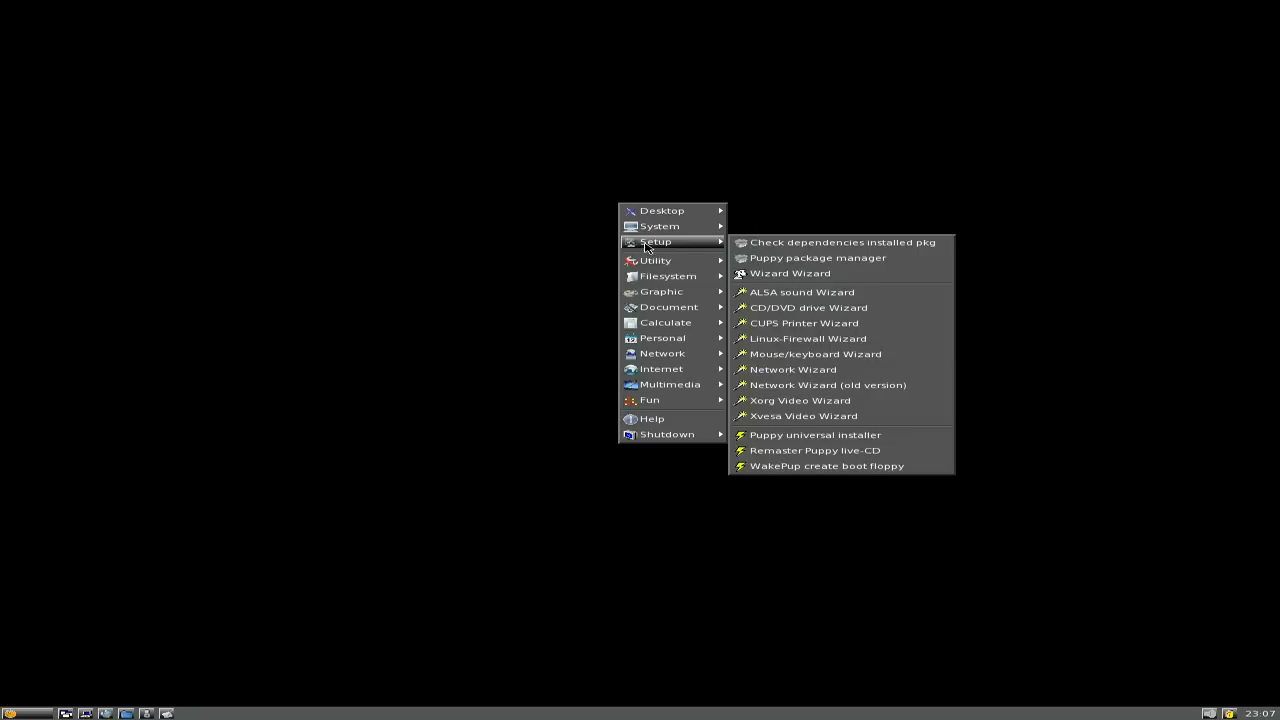 Desktop
System
Setup
Utility
Filesystem
Graphic
Document
Calculate
Personal
Network
Internet
Multimedia
Fun
Help
Shutdown
Check dependencies installed pkg
Puppy package manager
Wizard Wizard
ALSA sound Wizard
CD/DVD drive Wizard
CUPS Printer Wizard
Linux-Firewall Wizard
Mouse/keyboard Wizard
Network Wizard
Network Wizard (old version)
Xorg Video Wizard
Xvesa Video Wizard
Puppy universal installer
Remaster Puppy live-CD
WakePup create boot floppy
23:07